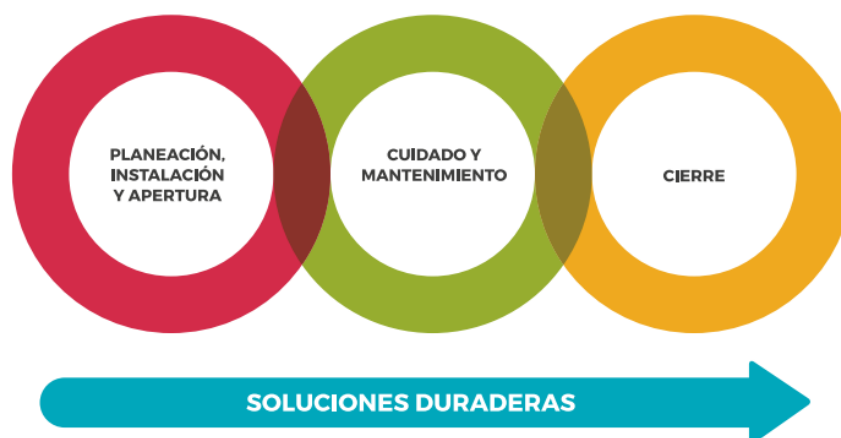 PLANEACIÓN,
INSTALACIÓN
Y APERTURA
CUIDADO Y
MANTENIMIENTO
CIERRE
SOLUCIONES DURADERAS